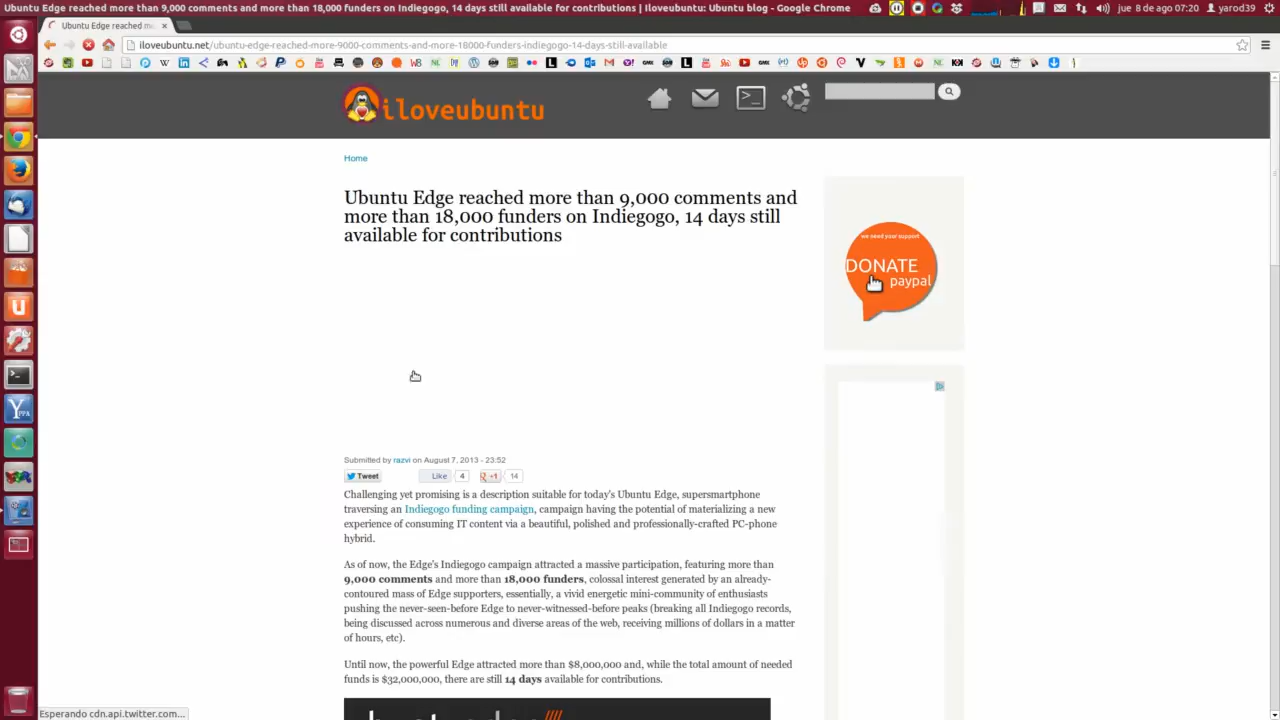 Ubuntu Edge reached more than 9,000 comments and more than 18,000 funders on Indiegogo, 14 days still available for contributions | Iloveubuntu: Ubuntu blog - Google Chrome
jue 8 de ago 07:20
yarod39
Ubuntu Edge reached mo
iloveubuntu.net/ubuntu-edge-reached-more-9000-comments-and-more-18000-funders-indiegogo-14-days-still-available
iloveubuntu
Home
Ubuntu Edge reached more than 9,000 comments and
more than 18,000 funders on Indiegogo, 14 days still
available for contributions
we need your support
DONATE
paypal
Submitted by razvi on August 7, 2013 - 23:52
Tweet
Like 4
+1 14
Challenging yet promising is a description suitable for today's Ubuntu Edge, supersmartphone
traversing an Indiegogo funding campaign, campaign having the potential of materializing a new
experience of consuming IT content via a beautiful, polished and professionally-crafted PC-phone
hybrid.
As of now, the Edge's Indiegogo campaign attracted a massive participation, featuring more than
9,000 comments and more than 18,000 funders, colossal interest generated by an already-
contoured mass of Edge supporters, essentially, a vivid energetic mini-community of enthusiasts
pushing the never-seen-before Edge to never-witnessed-before peaks (breaking all Indiegogo records,
being discussed across numerous and diverse areas of the web, receiving millions of dollars in a matter
of hours, etc).
Until now, the powerful Edge attracted more than $8,000,000 and, while the total amount of needed
funds is $32,000,000, there are still 14 days available for contributions.
Esperando cdn.api.twitter.com...